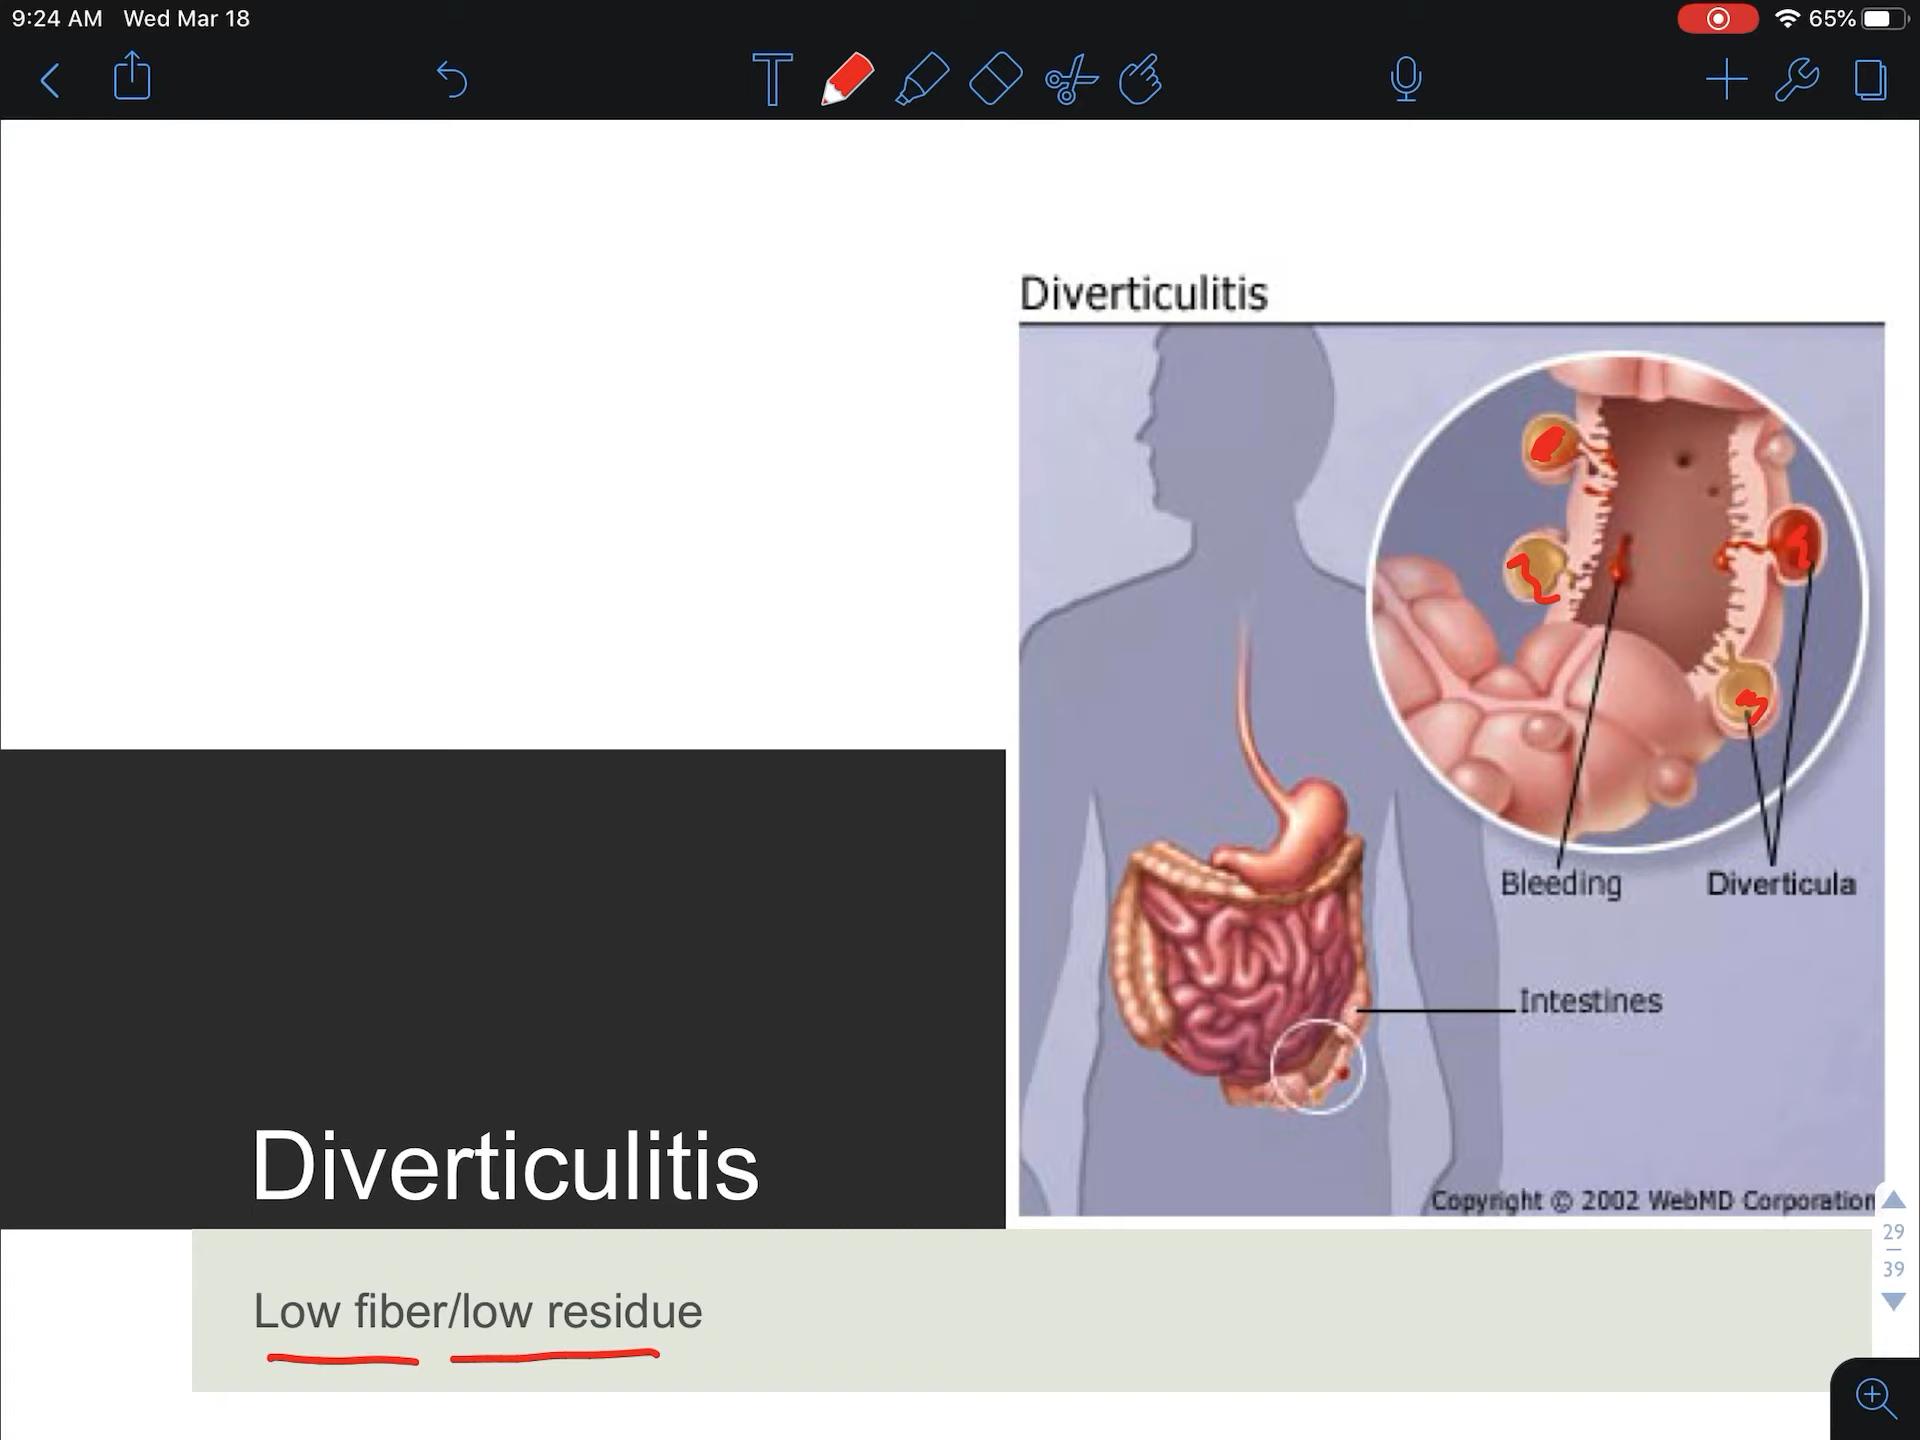 9:24 AM Wed Mar 18
65%
T
Diverticulitis
Bleeding
Diverticula
Intestines
Copyright © 2002 WebMD Corporation
Diverticulitis
Low fiber/low residue
29
39